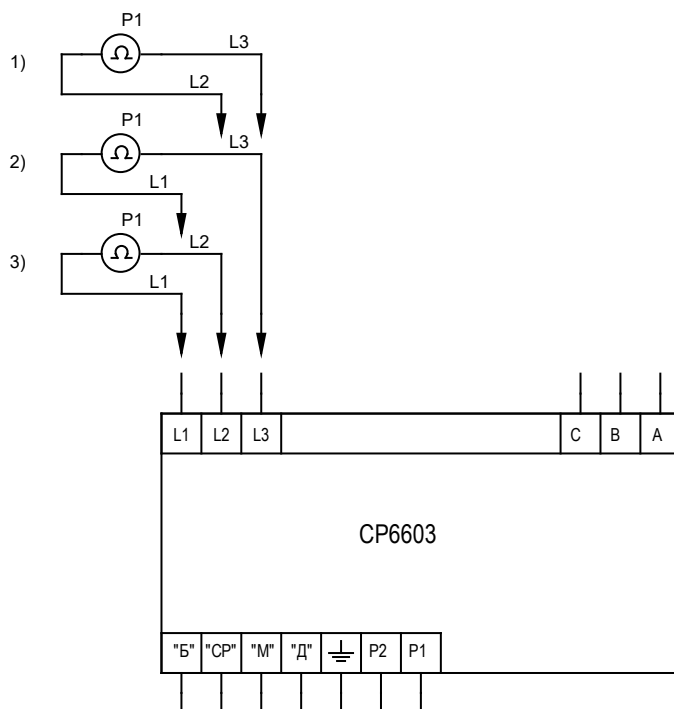 P1
Ω
L3
1)
L2
P1
Ω
L3
2)
L1
P1
Ω
L2
3)
L1
L1 L2 L3 C B A
CP6603
"Б" "СР" "М" "Д" P2 P1